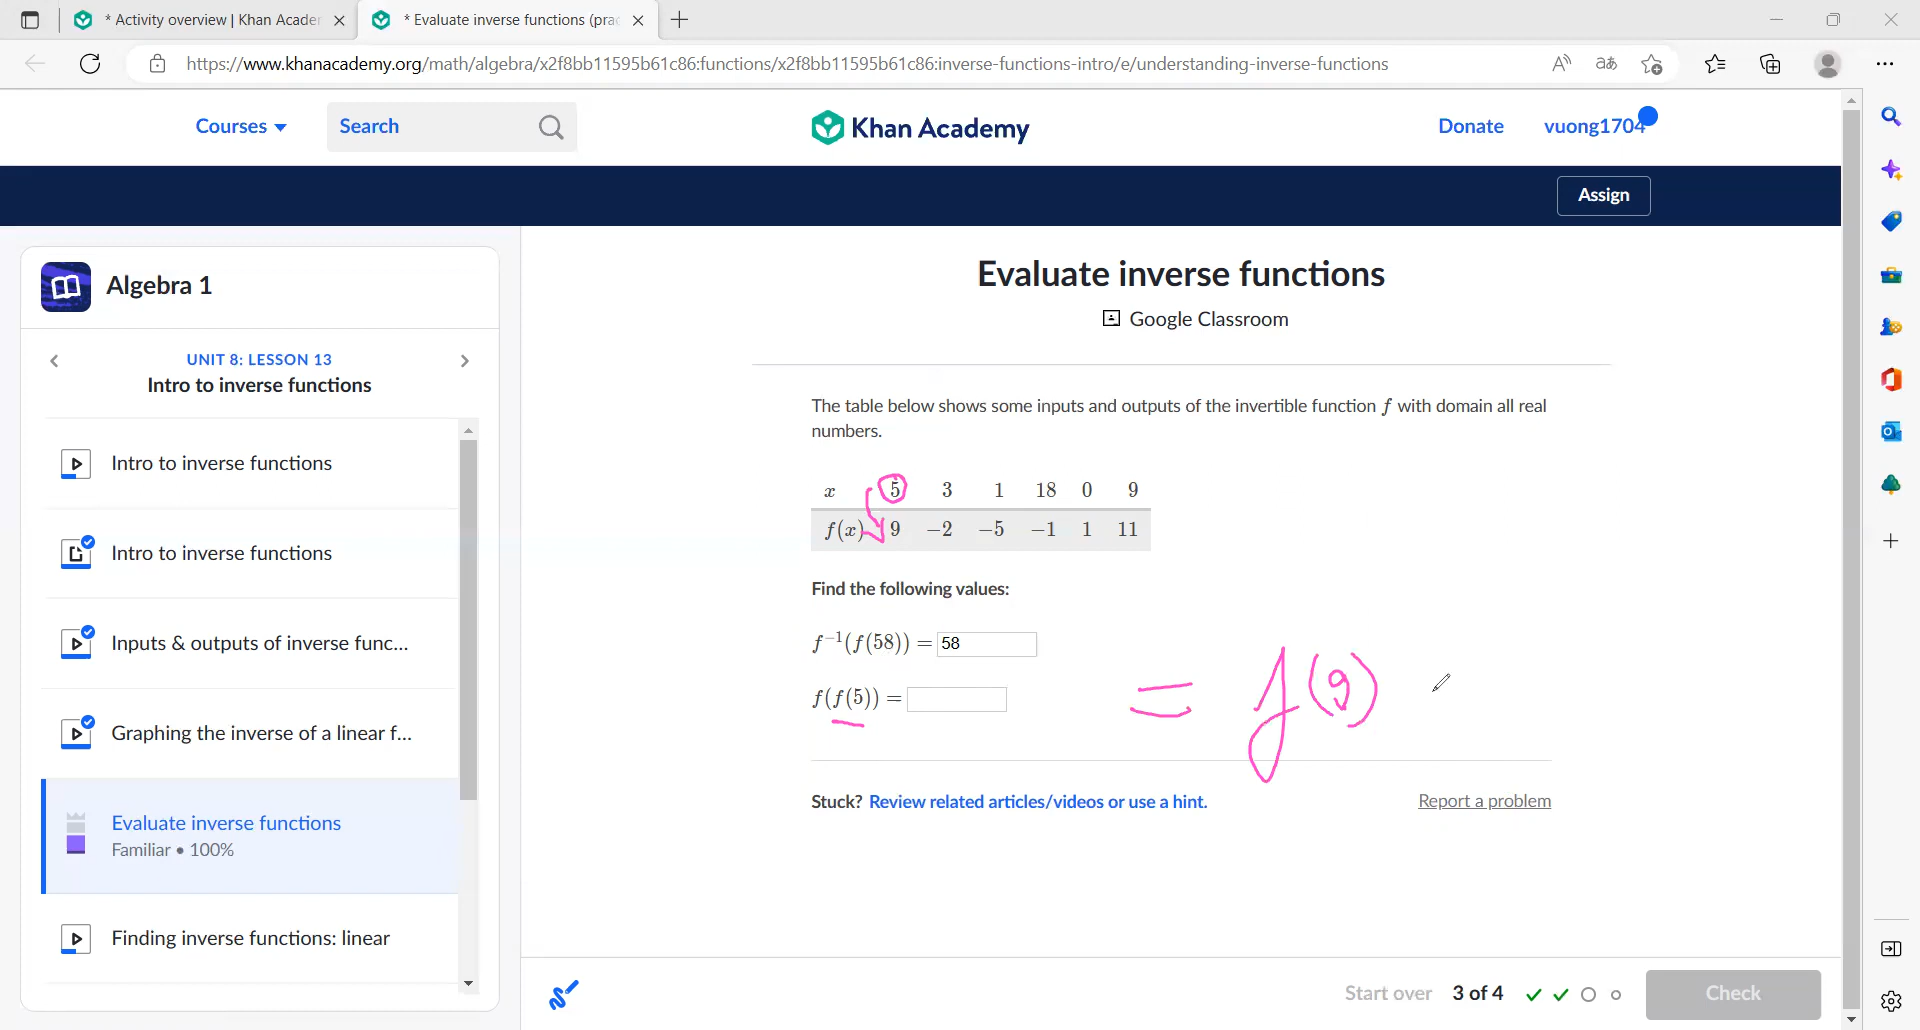 * Activity overview | Khan Acade
* Evaluate inverse functions (pra
https://www.khanacademy.org/math/algebra/x2f8bb11595b61c86:functions/x2f8bb11595b61c86:inverse-functions-intro/e/understanding-inverse-functions
Courses
Search
Khan Academy
Donate
vuong1704
Assign
Algebra 1
UNIT 8: LESSON 13
Intro to inverse functions
Intro to inverse functions
Intro to inverse functions
Inputs & outputs of inverse func...
Graphing the inverse of a linear f...
Evaluate inverse functions
Familiar • 100%
Finding inverse functions: linear
Evaluate inverse functions
Google Classroom
The table below shows some inputs and outputs of the invertible function f with domain all real
numbers.
x 5 3 1 18 0 9
f(x) 9 −2 −5 −1 1 11
Find the following values:
f⁻¹(f(58)) = 58
f(f(5)) =
= f(9)
Stuck? Review related articles/videos or use a hint.
Report a problem
Start over 3 of 4
Check